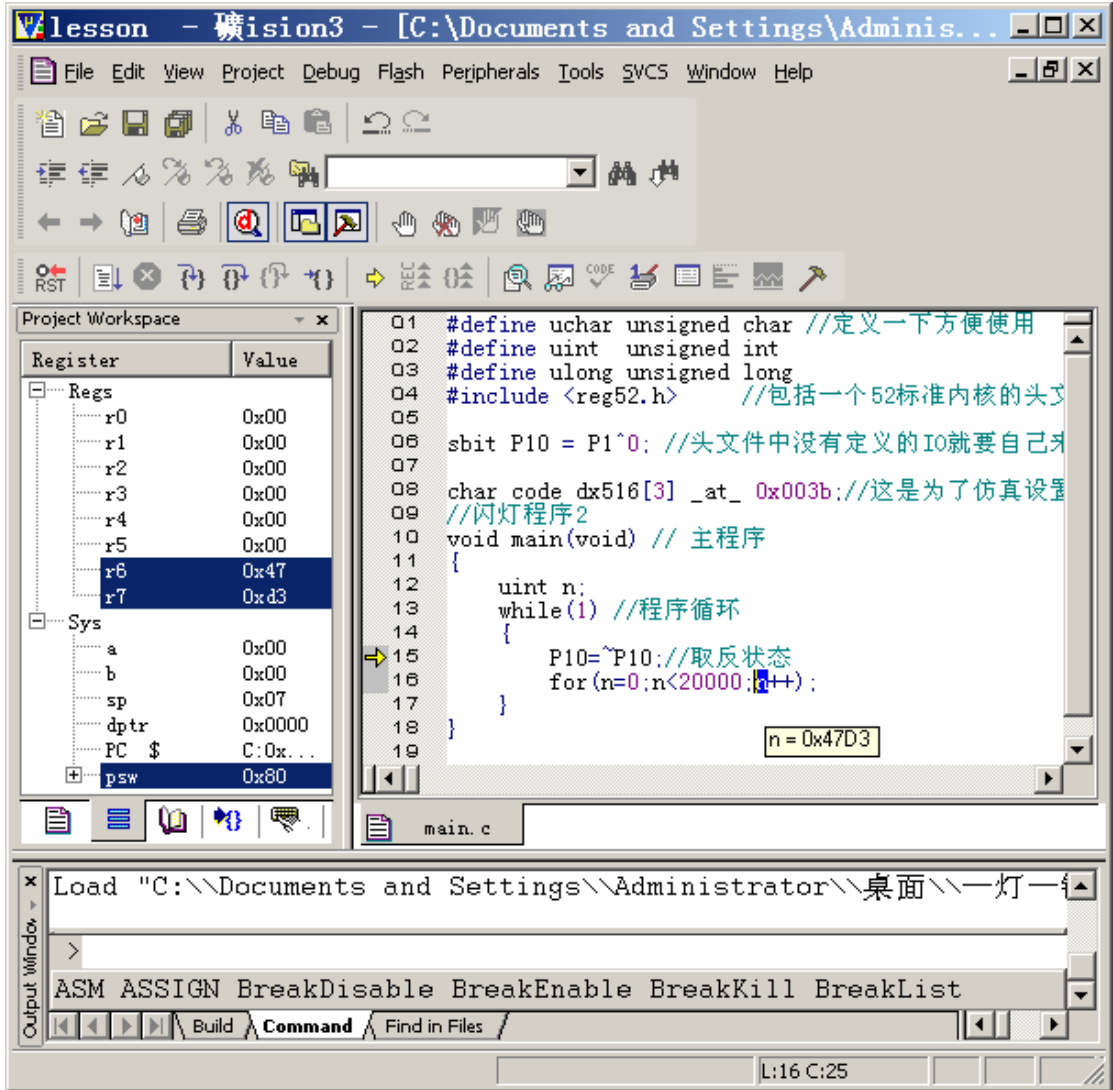 lesson - 礦ision3 - [C:\Documents and Settings\Adminis...
File Edit View Project Debug Flash Peripherals Tools SVCS Window Help
RST
REC
CODE
Project Workspace
Register Value
Regs
r0 0x00
r1 0x00
r2 0x00
r3 0x00
r4 0x00
r5 0x00
r6 0x47
r7 0xd3
Sys
a 0x00
b 0x00
sp 0x07
dptr 0x0000
PC $ C:0x...
psw 0x80
01 #define uchar unsigned char //定义一下方便使用
02 #define uint unsigned int
03 #define ulong unsigned long
04 #include <reg52.h> //包括一个52标准内核的头文
05
06 sbit P10 = P1^0; //头文件中没有定义的IO就要自己来
07
08 char code dx516[3] _at_ 0x003b;//这是为了仿真设置
09 //闪灯程序2
10 void main(void) // 主程序
11 {
12 uint n;
13 while(1) //程序循环
14 {
15 P10=~P10;//取反状态
16 for(n=0;n<20000;n++);
17 }
18 }
19
n = 0x47D3
main.c
Output Window
Load "C:\\Documents and Settings\\Administrator\\桌面\\一灯一
>
ASM ASSIGN BreakDisable BreakEnable BreakKill BreakList
Build Command Find in Files
L:16 C:25